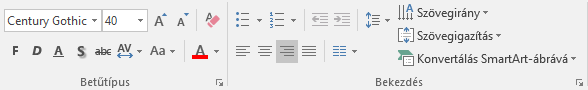 Century Gothic 40 A A Szövegirány
F D A S abc AV Aa A Szövegigazítás
Konvertálás SmartArt-ábrává
Betűtípus Bekezdés